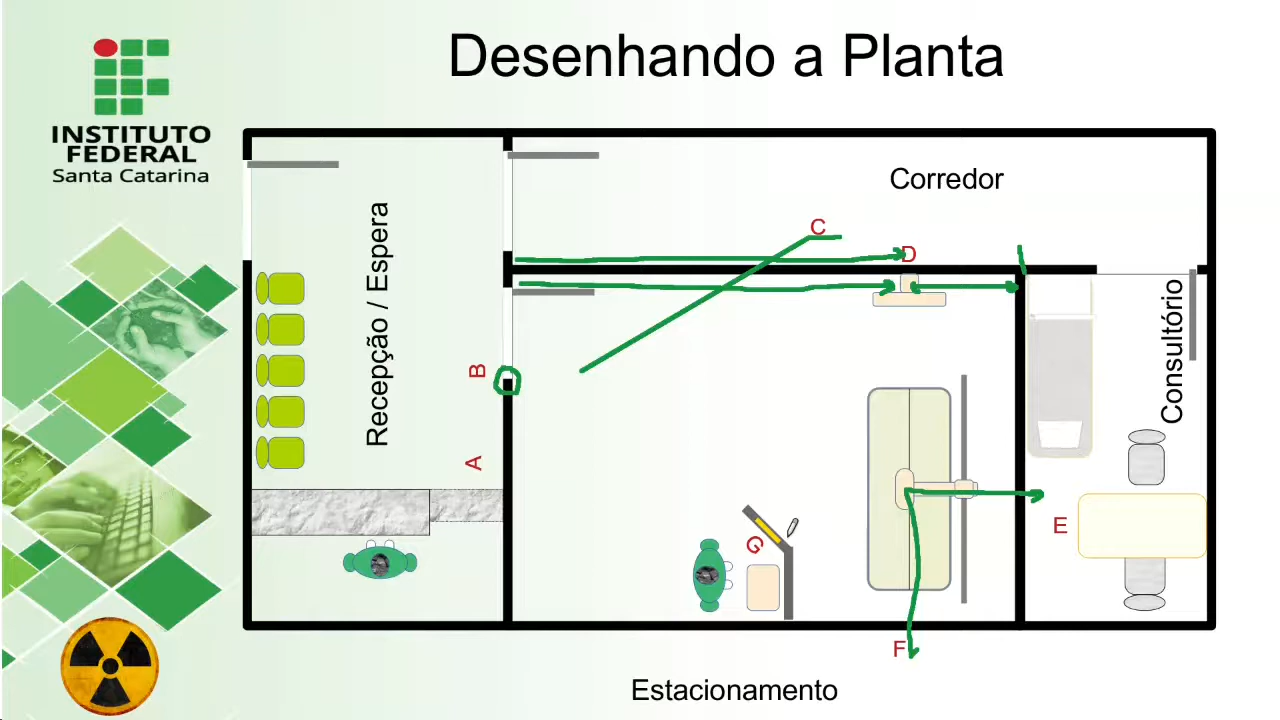 Desenhando a Planta
INSTITUTO
FEDERAL
Santa Catarina
Corredor
Recepção / Espera
C
D
B
A
Consultório
E
G
F
Estacionamento